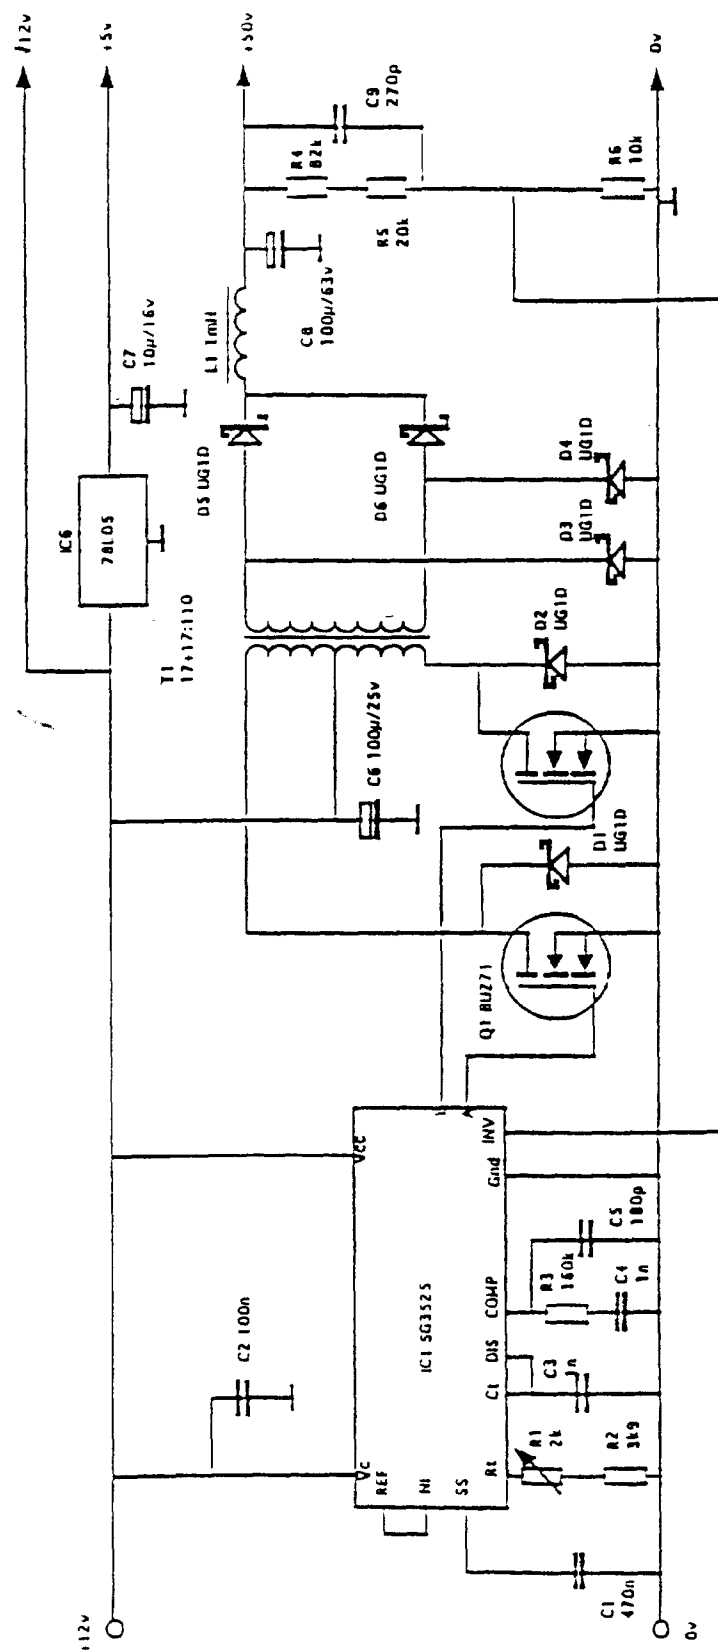 +12v
0v
C1
470n
C2 100n
VC
REF
NI
SS
Rt
Ct
DIS
COMP
Gnd
INV
VCC
A
IC1 SG3525
R1
2k
R2
3k9
C3
1n
R3
160k
C4
1n
C5
180p
Q1 BUZ71
D1
UG1D
D2
UG1D
C6 100µ/25v
T1
17+17:110
IC6
78L05
D3
UG1D
D4
UG1D
D5 UG1D
D6 UG1D
C7
10µ/16v
L1 1mH
C8
100µ/63v
R4
82k
R5
20k
C9
270p
R6
10k
+12v
+5v
+50v
0v